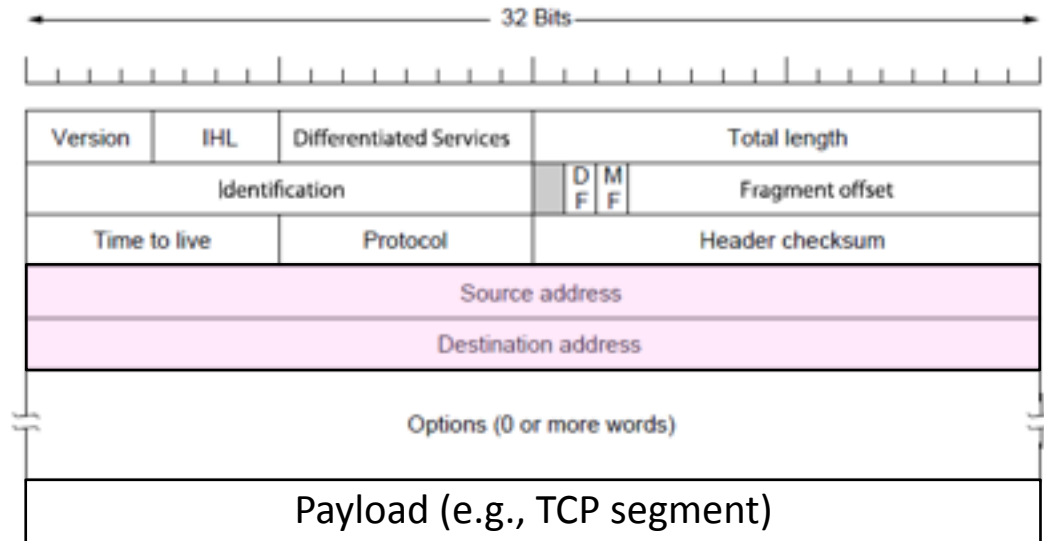 32 Bits
Version IHL Differentiated Services Total length
Identification D F M F Fragment offset
Time to live Protocol Header checksum
Source address
Destination address
Options (0 or more words)
Payload (e.g., TCP segment)